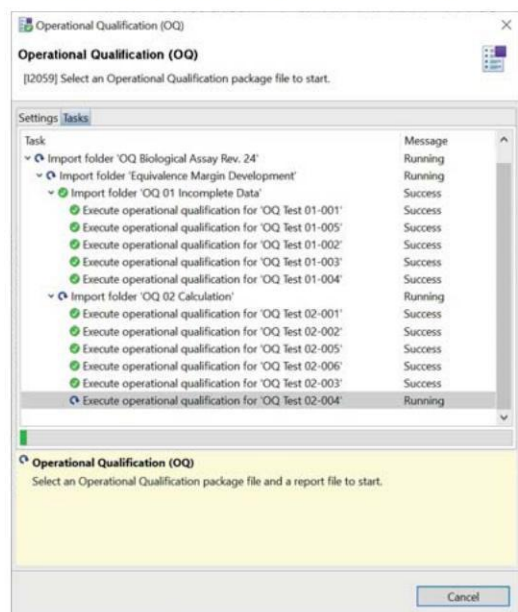 Operational Qualification (OQ)
Operational Qualification (OQ)
[I2059] Select an Operational Qualification package file to start.
Settings Tasks
Task Message
Import folder 'OQ Biological Assay Rev. 24' Running
Import folder 'Equivalence Margin Development' Running
Import folder 'OQ 01 Incomplete Data' Success
Execute operational qualification for 'OQ Test 01-001' Success
Execute operational qualification for 'OQ Test 01-005' Success
Execute operational qualification for 'OQ Test 01-002' Success
Execute operational qualification for 'OQ Test 01-003' Success
Execute operational qualification for 'OQ Test 01-004' Success
Import folder 'OQ 02 Calculation' Running
Execute operational qualification for 'OQ Test 02-001' Success
Execute operational qualification for 'OQ Test 02-002' Success
Execute operational qualification for 'OQ Test 02-005' Success
Execute operational qualification for 'OQ Test 02-006' Success
Execute operational qualification for 'OQ Test 02-003' Success
Execute operational qualification for 'OQ Test 02-004' Running
Operational Qualification (OQ)
Select an Operational Qualification package file and a report file to start.
Cancel